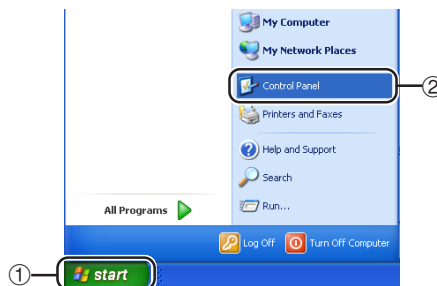 My Computer
My Network Places
Control Panel
②
Printers and Faxes
Help and Support
Search
All Programs
Run...
Log Off
Turn Off Computer
①
start